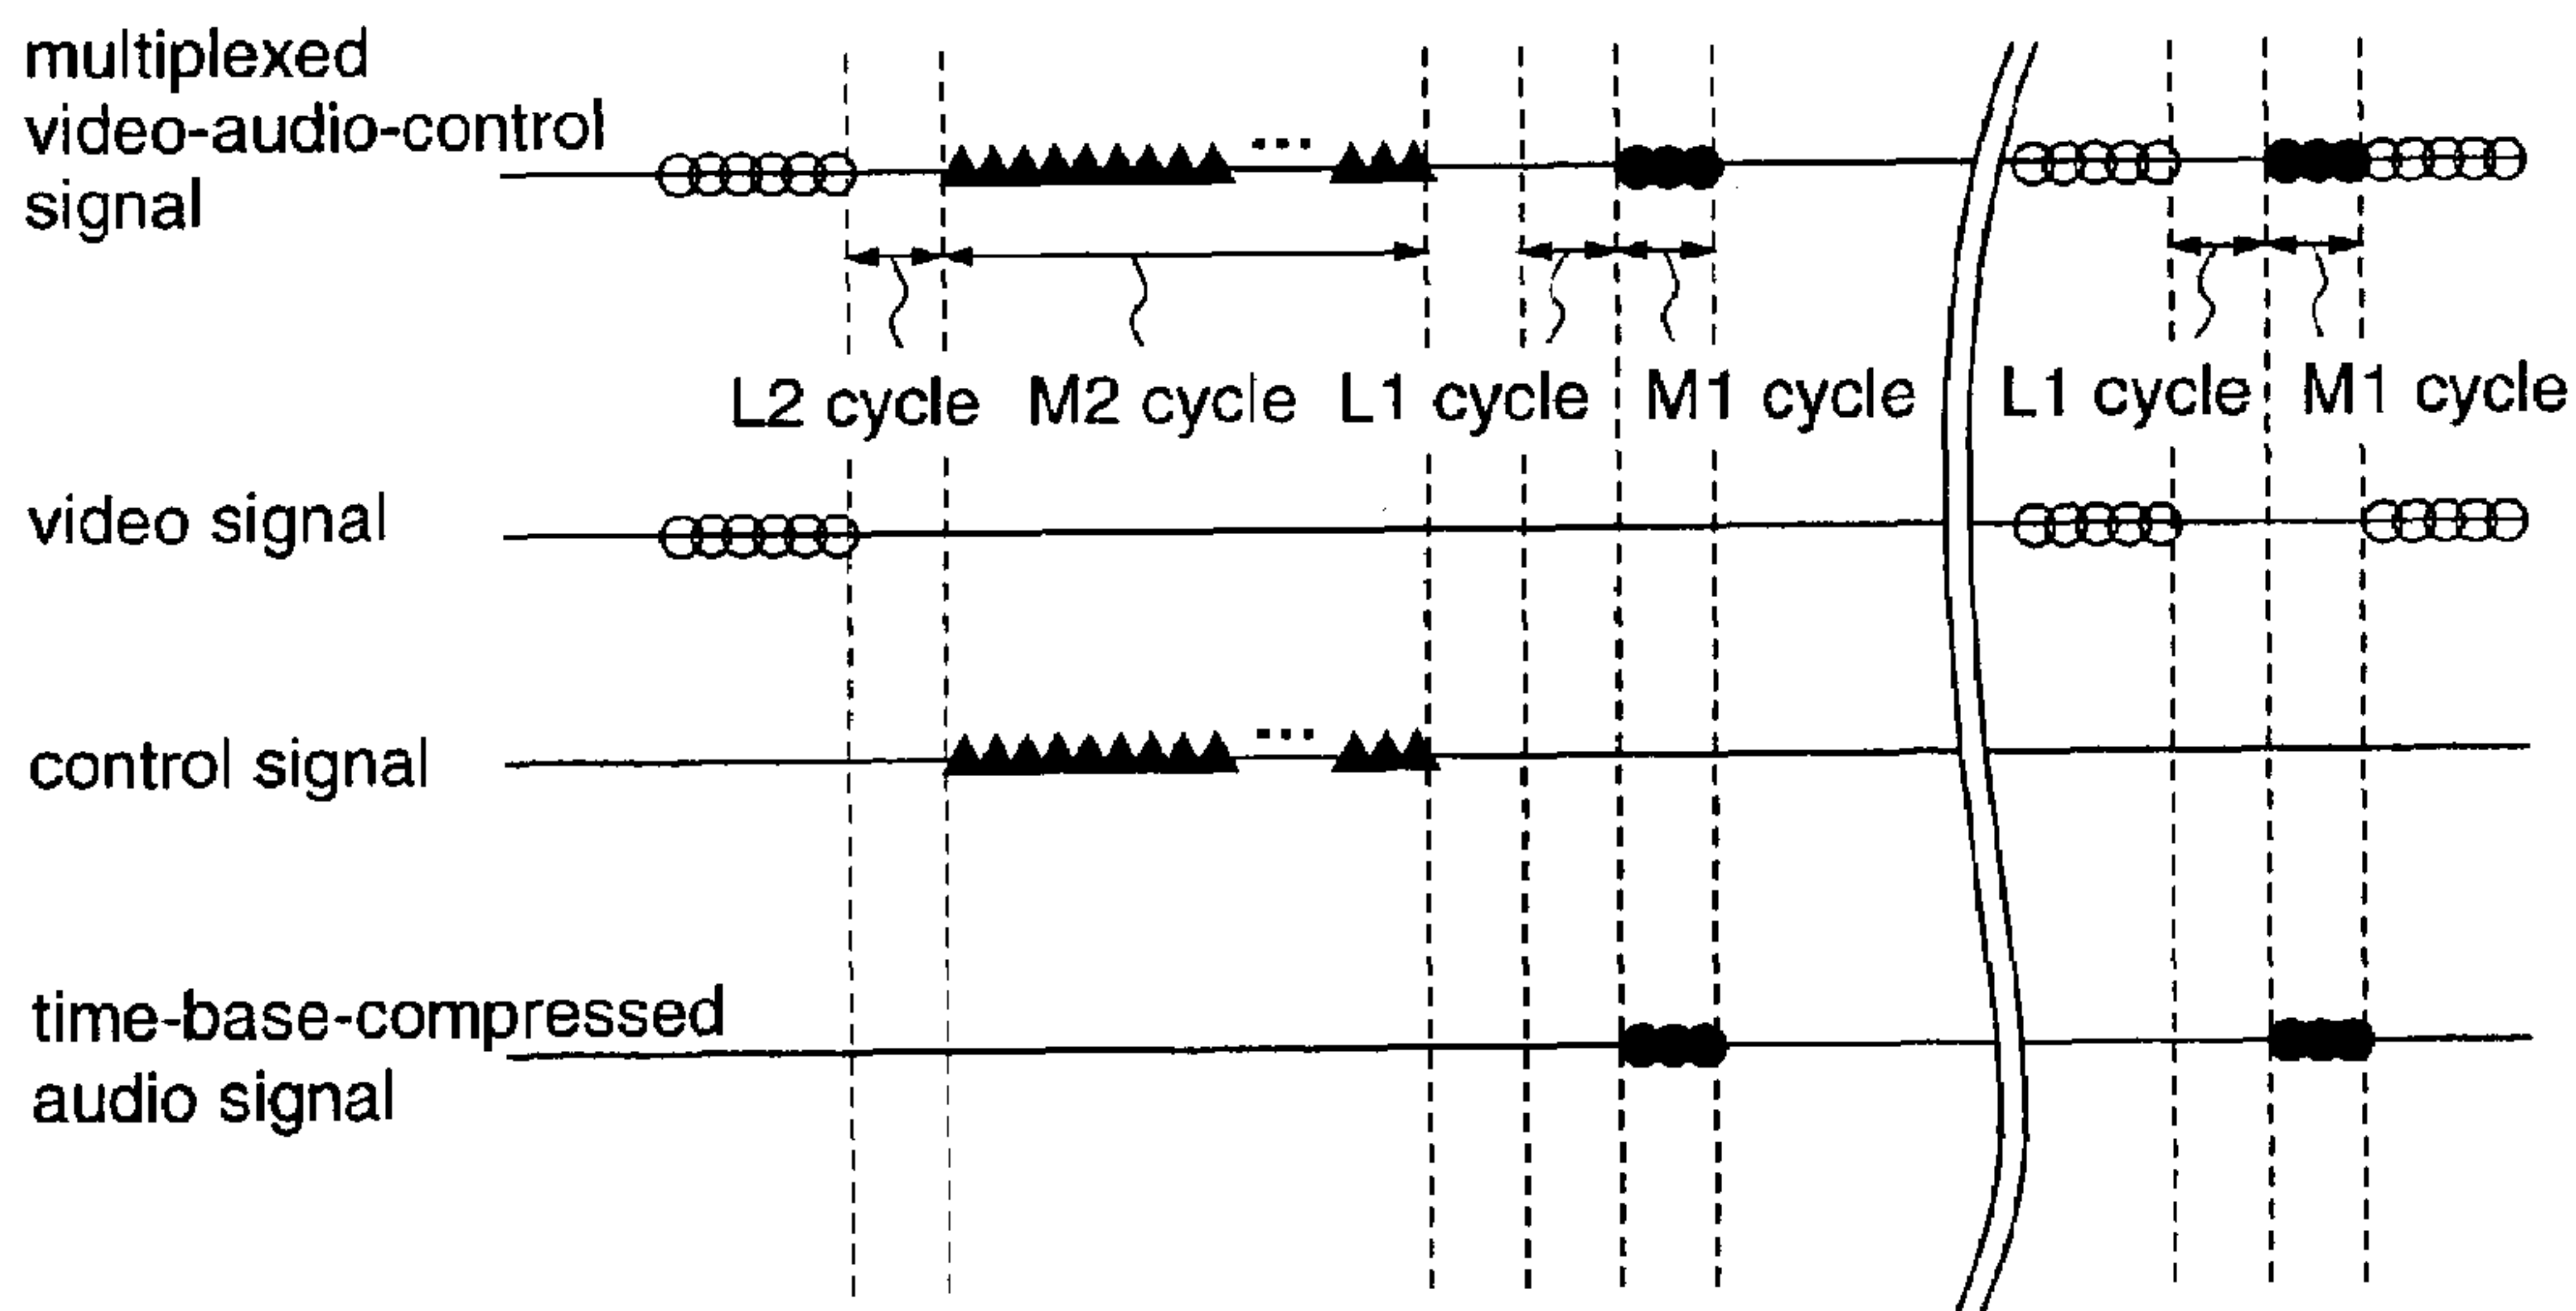 multiplexed
video-audio-control
signal
...
L2 cycle M2 cycle L1 cycle M1 cycle L1 cycle M1 cycle
video signal
control signal
...
time-base-compressed
audio signal